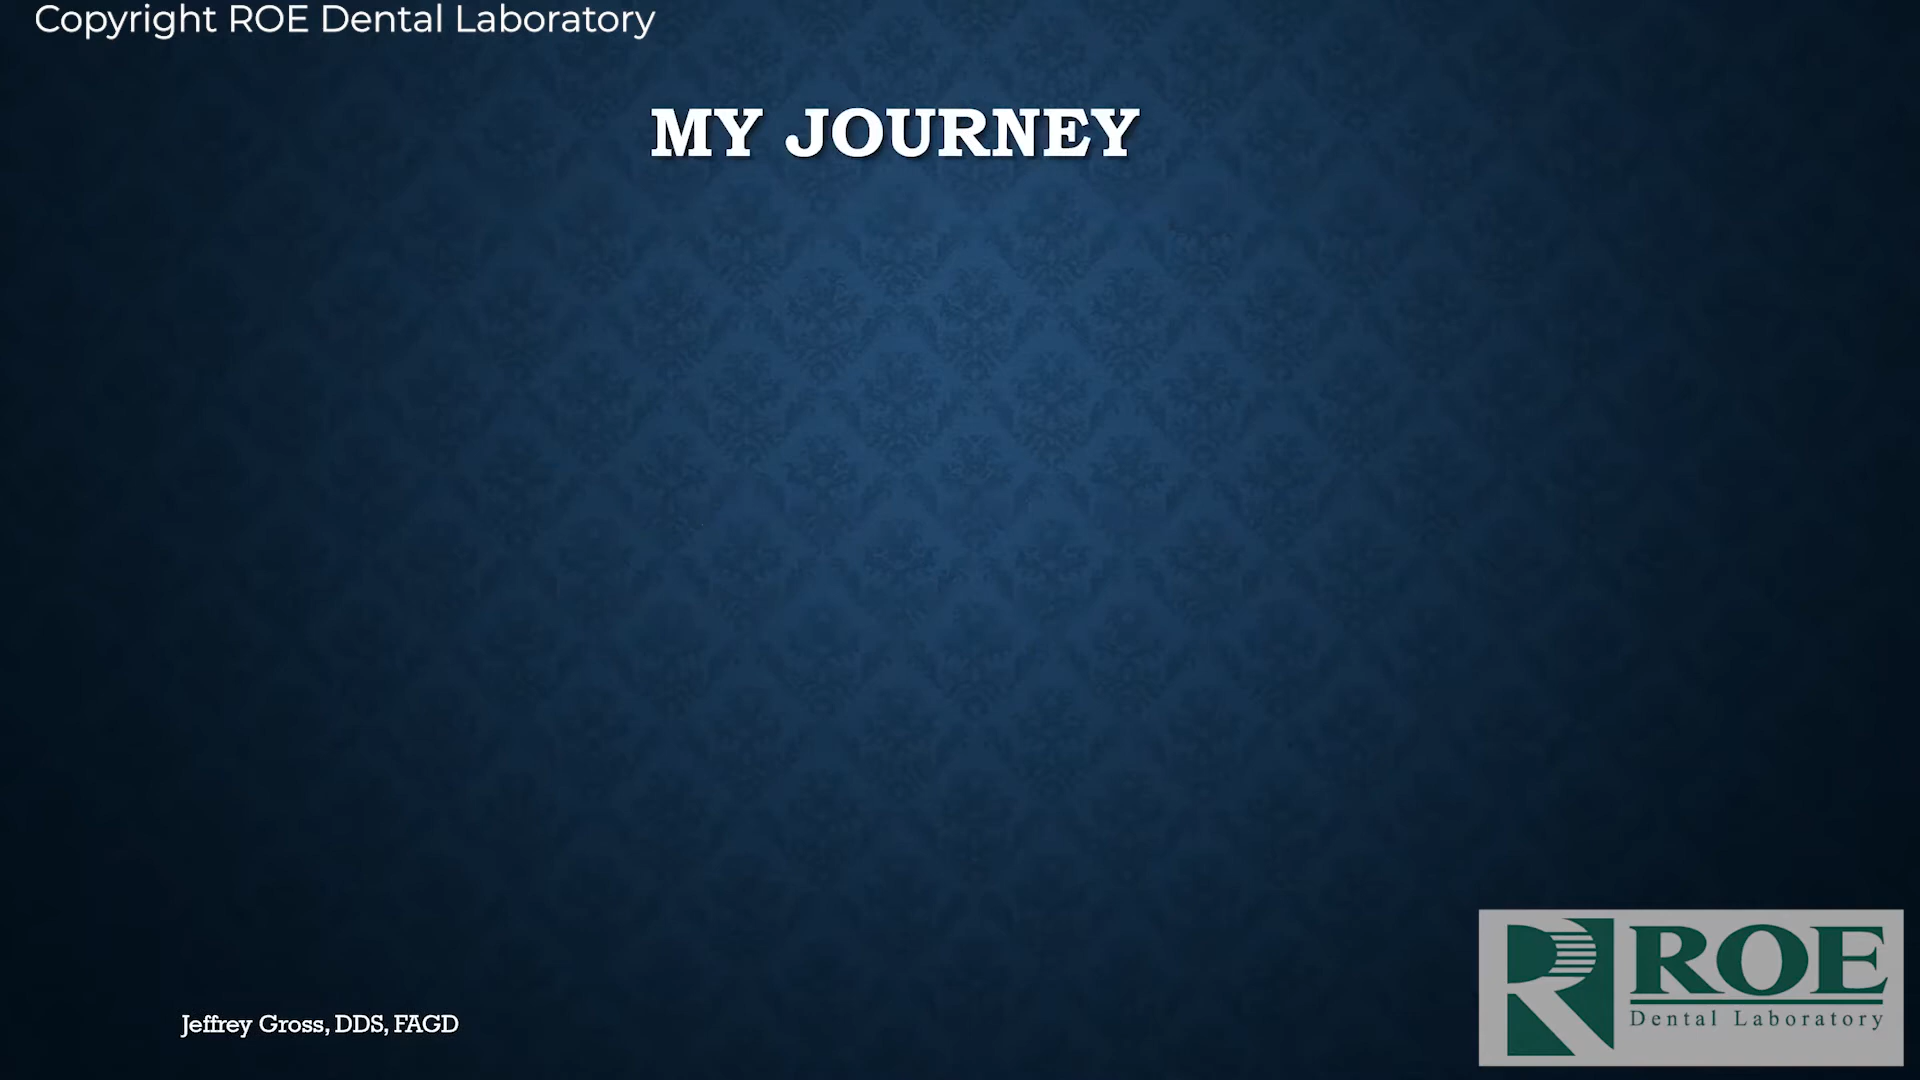 Copyright ROE Dental Laboratory
MY JOURNEY
Jeffrey Gross, DDS, FAGD
ROE
Dental Laboratory